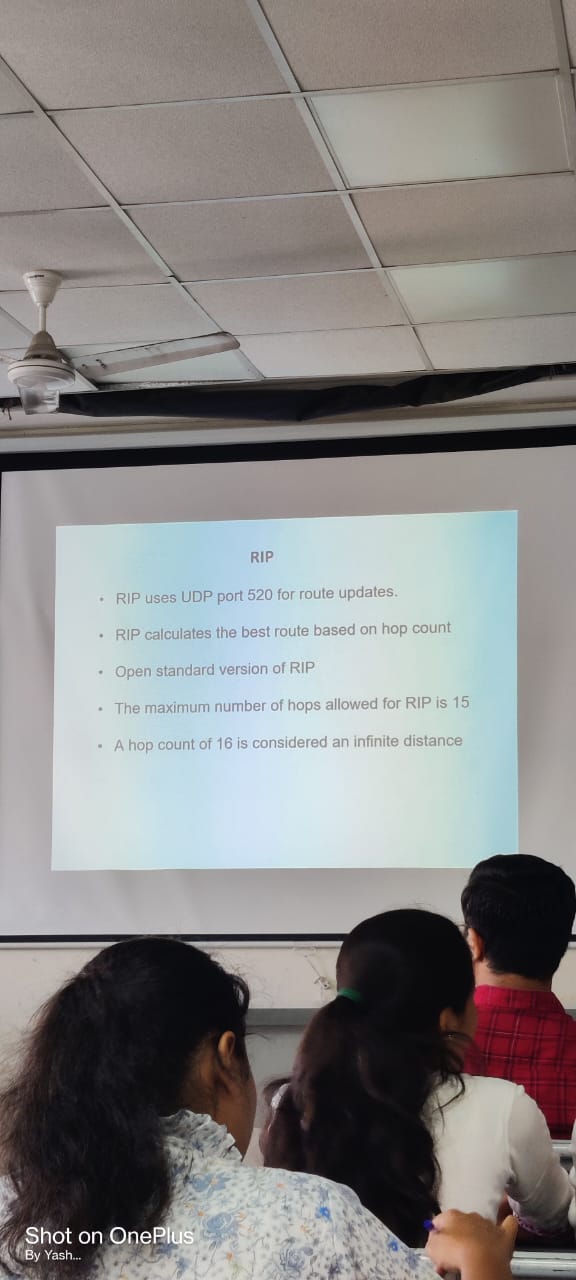 RIP
• RIP uses UDP port 520 for route updates.
• RIP calculates the best route based on hop count
• Open standard version of RIP
• The maximum number of hops allowed for RIP is 15
• A hop count of 16 is considered an infinite distance
Shot on OnePlus
By Yash...